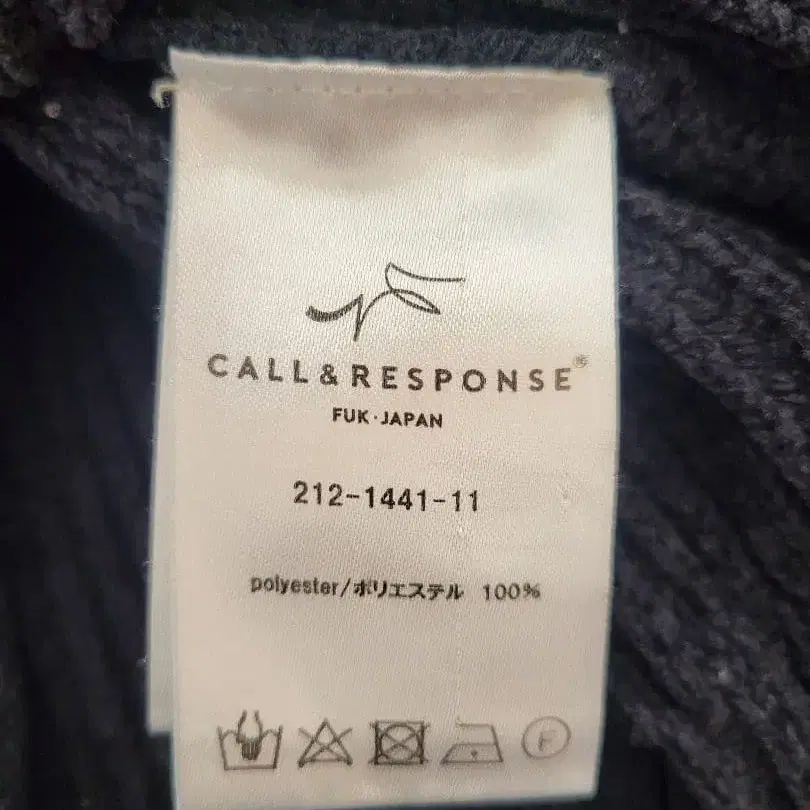 CALL&RESPONSE®
FUK·JAPAN
212-1441-11
polyester/ポリエステル 100%
F